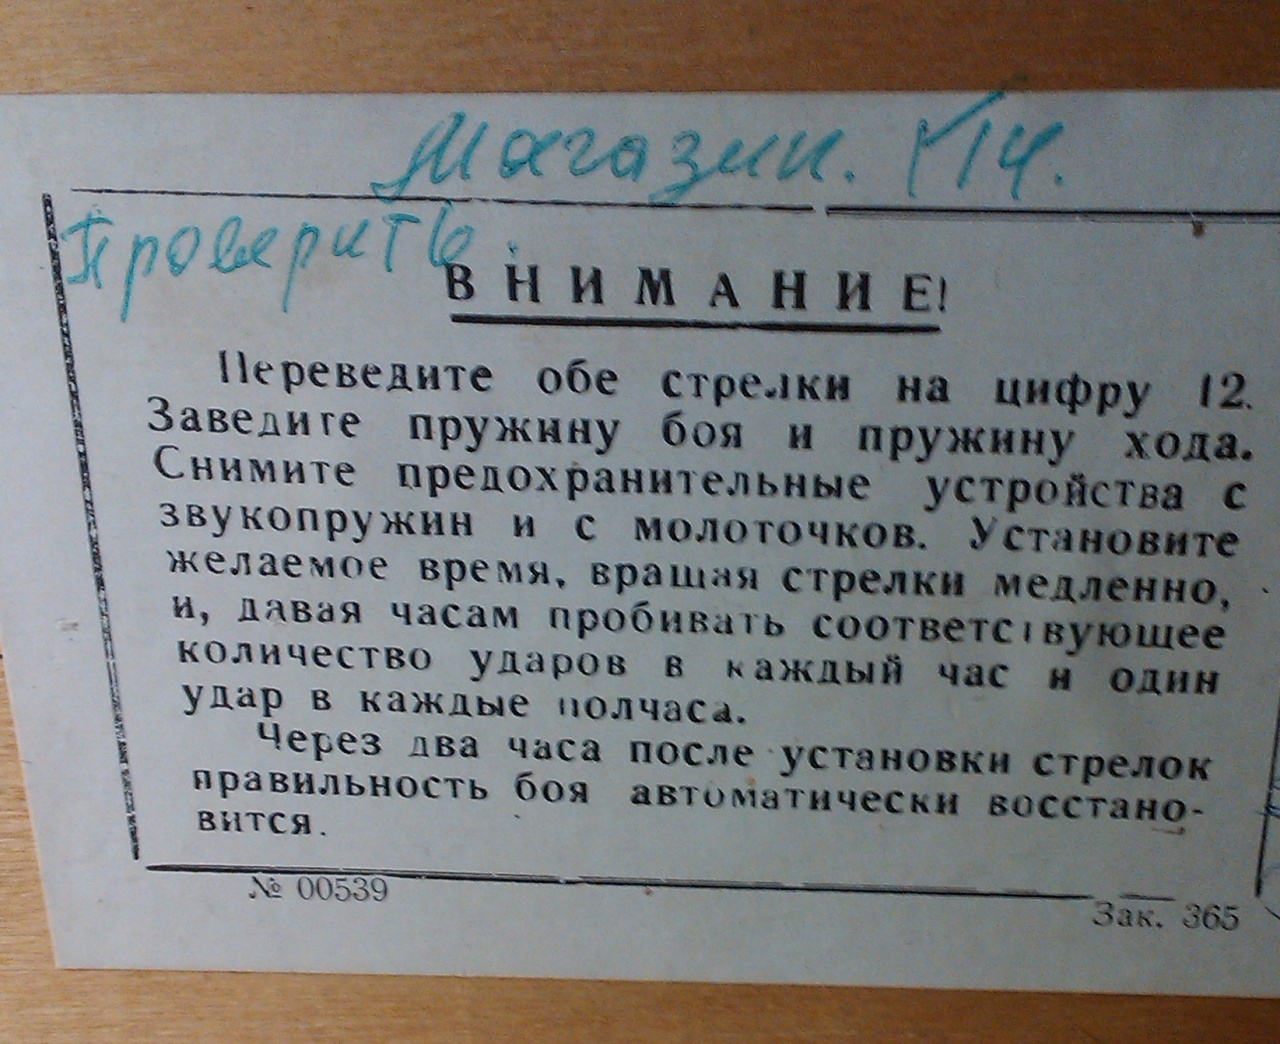 Магазин.
Проверить.
ВНИМАНИЕ!
Переведите обе стрелки на цифру 12.
Заведите пружину боя и пружину хода.
Снимите предохранительные устройства с
звукопружин и с молоточков. Установите
желаемое время, вращая стрелки медленно,
и, давая часам пробивать соответствующее
количество ударов в каждый час и один
удар в каждые полчаса.
Через два часа после установки стрелок
правильность боя автоматически восстано-
вится.
№ 00539
Зак. 365